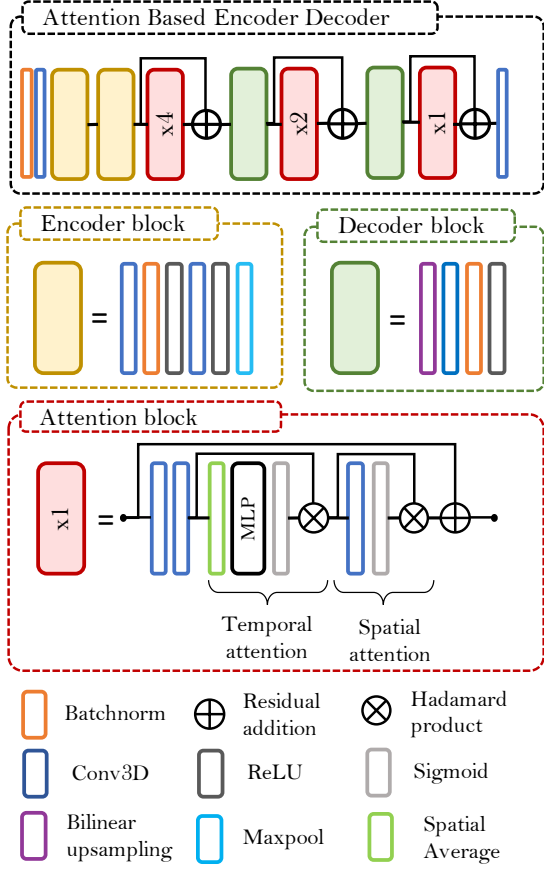 Attention Based Encoder Decoder
x4
x2
x1
Encoder block
Decoder block
=
=
Attention block
x1
=
MLP
Temporal
attention
Spatial
attention
Batchnorm
Residual
addition
Hadamard
product
Conv3D
ReLU
Sigmoid
Bilinear
upsampling
Maxpool
Spatial
Average